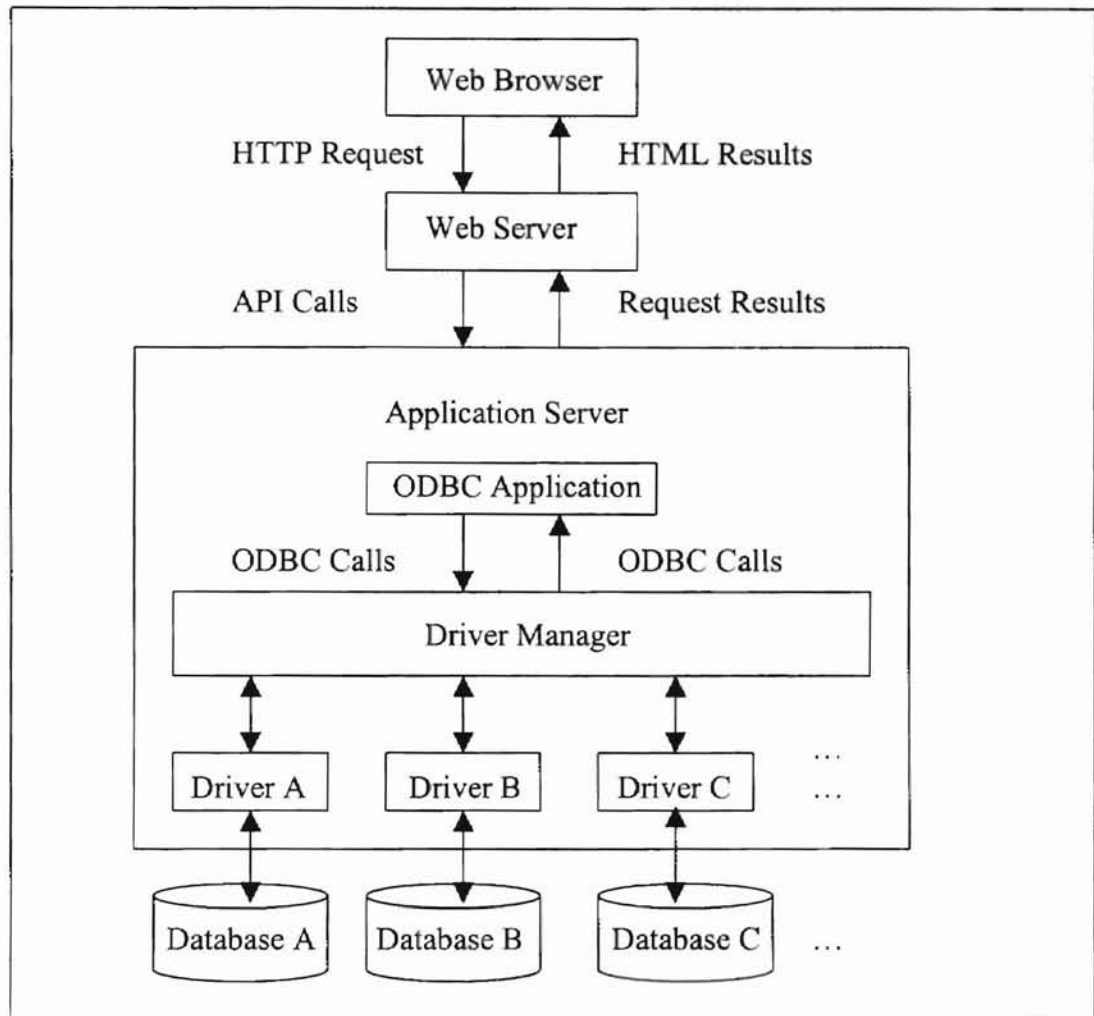 Web Browser
HTTP Request HTML Results
Web Server
API Calls Request Results
Application Server
ODBC Application
ODBC Calls ODBC Calls
Driver Manager
...
Driver A Driver B Driver C ...
Database A Database B Database C ...